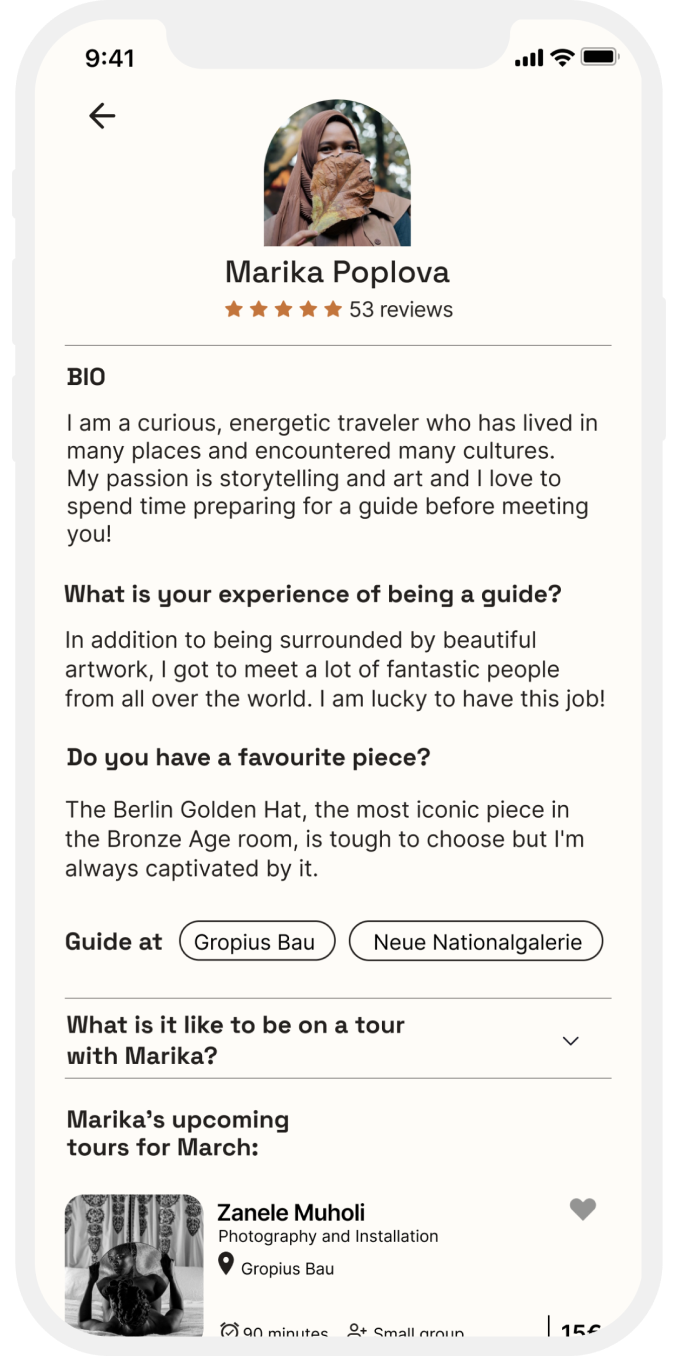 9:41
Marika Poplova
53 reviews
BIO
I am a curious, energetic traveler who has lived in
many places and encountered many cultures.
My passion is storytelling and art and I love to
spend time preparing for a guide before meeting
you!
What is your experience of being a guide?
In addition to being surrounded by beautiful
artwork, I got to meet a lot of fantastic people
from all over the world. I am lucky to have this job!
Do you have a favourite piece?
The Berlin Golden Hat, the most iconic piece in
the Bronze Age room, is tough to choose but I'm
always captivated by it.
Guide at Gropius Bau Neue Nationalgalerie
What is it like to be on a tour
with Marika?
Marika’s upcoming
tours for March:
Zanele Muholi
Photography and Installation
Gropius Bau
90 minutes Small group 15€